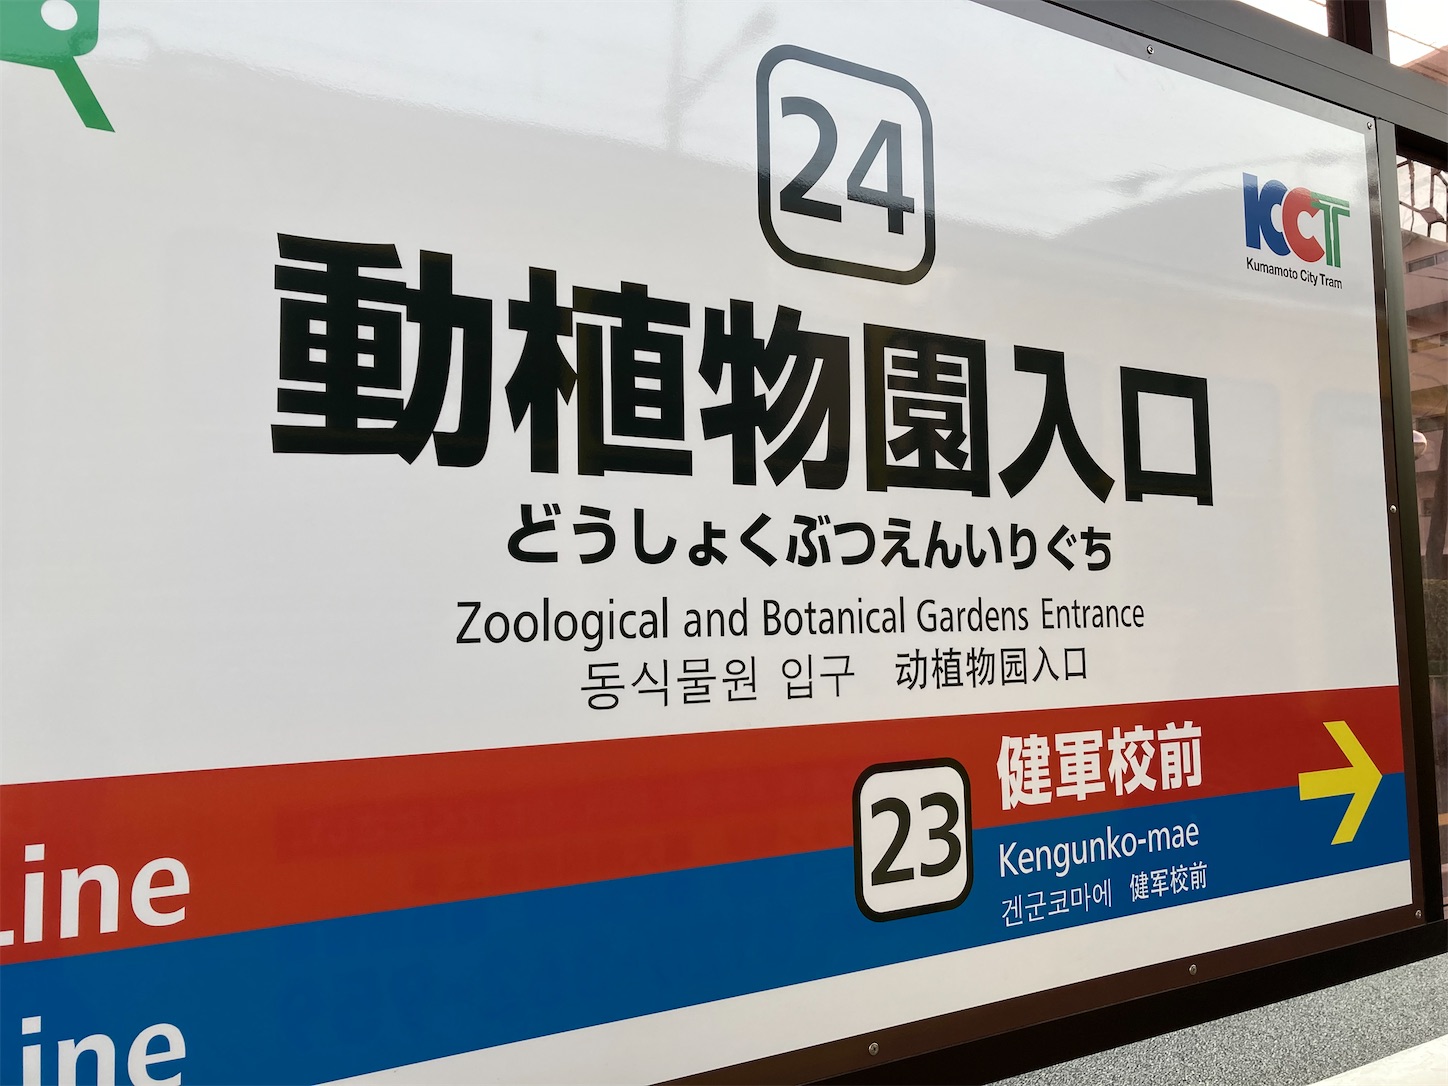 24
KCT
Kumamoto City Tram
動植物園入口
どうしょくぶつえんいりぐち
Zoological and Botanical Gardens Entrance
동식물원 입구 动植物园入口
23 健軍校前
Kengunko-mae
겐군코마에 健军校前
Line
ine